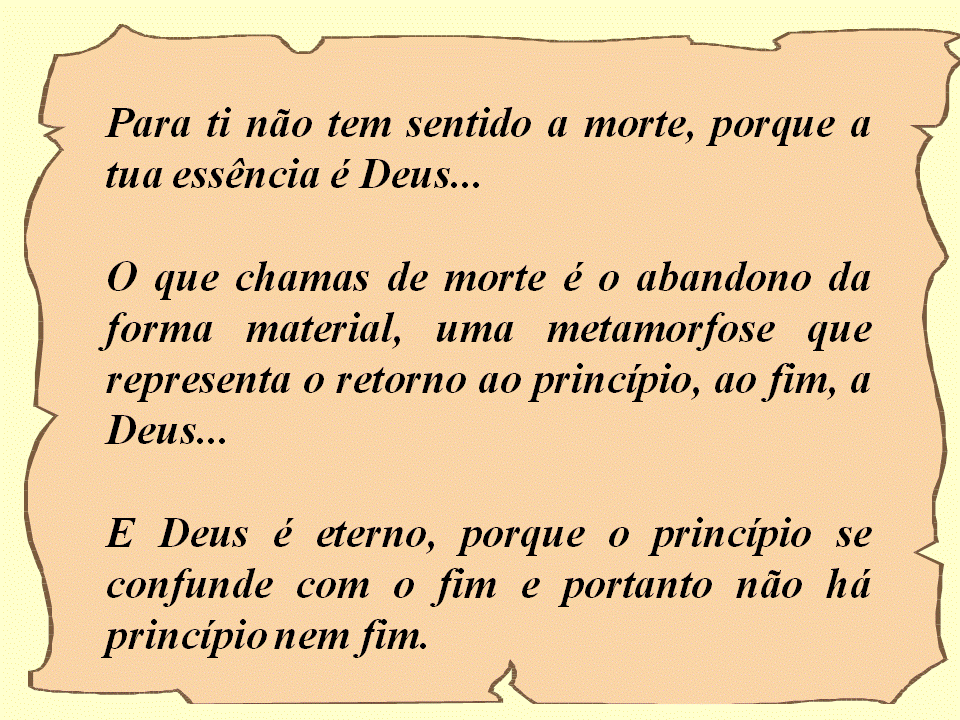 Para ti não tem sentido a morte, porque a
tua essência é Deus...
O que chamas de morte é o abandono da
forma material, uma metamorfose que
representa o retorno ao princípio, ao fim, a
Deus...
E Deus é eterno, porque o princípio se
confunde com o fim e portanto não há
princípio nem fim.